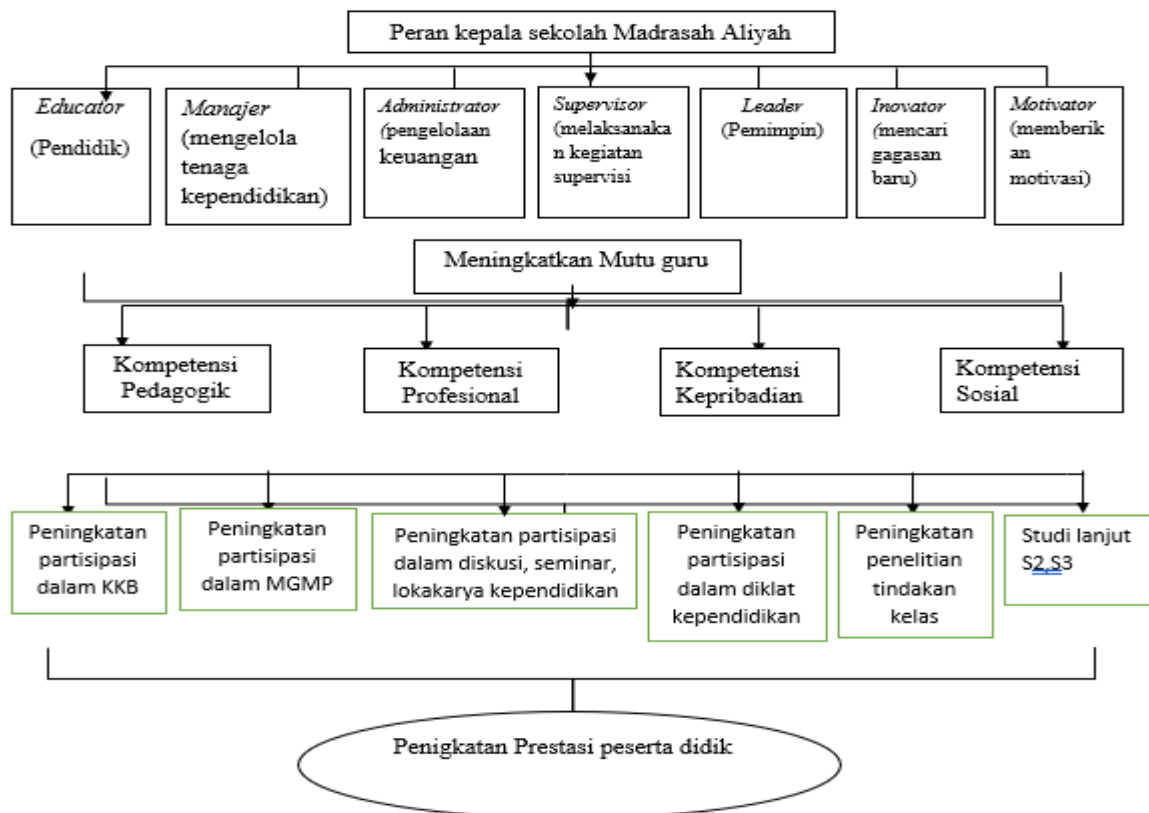 Peran kepala sekolah Madrasah Aliyah
Educator
(Pendidik)
Manajer
(mengelola
tenaga
kependidikan)
Administrator
(pengelolaan
keuangan
Supervisor
(melaksanaka
n kegiatan
supervisi
Leader
(Pemimpin)
Inovator
(mencari
gagasan
baru)
Motivator
(memberik
an
motivasi)
Meningkatkan Mutu guru
Kompetensi
Pedagogik
Kompetensi
Profesional
Kompetensi
Kepribadian
Kompetensi
Sosial
Peningkatan
partisipasi
dalam KKB
Peningkatan
partisipasi
dalam MGMP
Peningkatan partisipasi
dalam diskusi, seminar,
lokakarya kependidikan
Peningkatan
partisipasi
dalam diklat
kependidikan
Peningkatan
penelitian
tindakan
kelas
Studi lanjut
S2,S3
Penigkatan Prestasi peserta didik